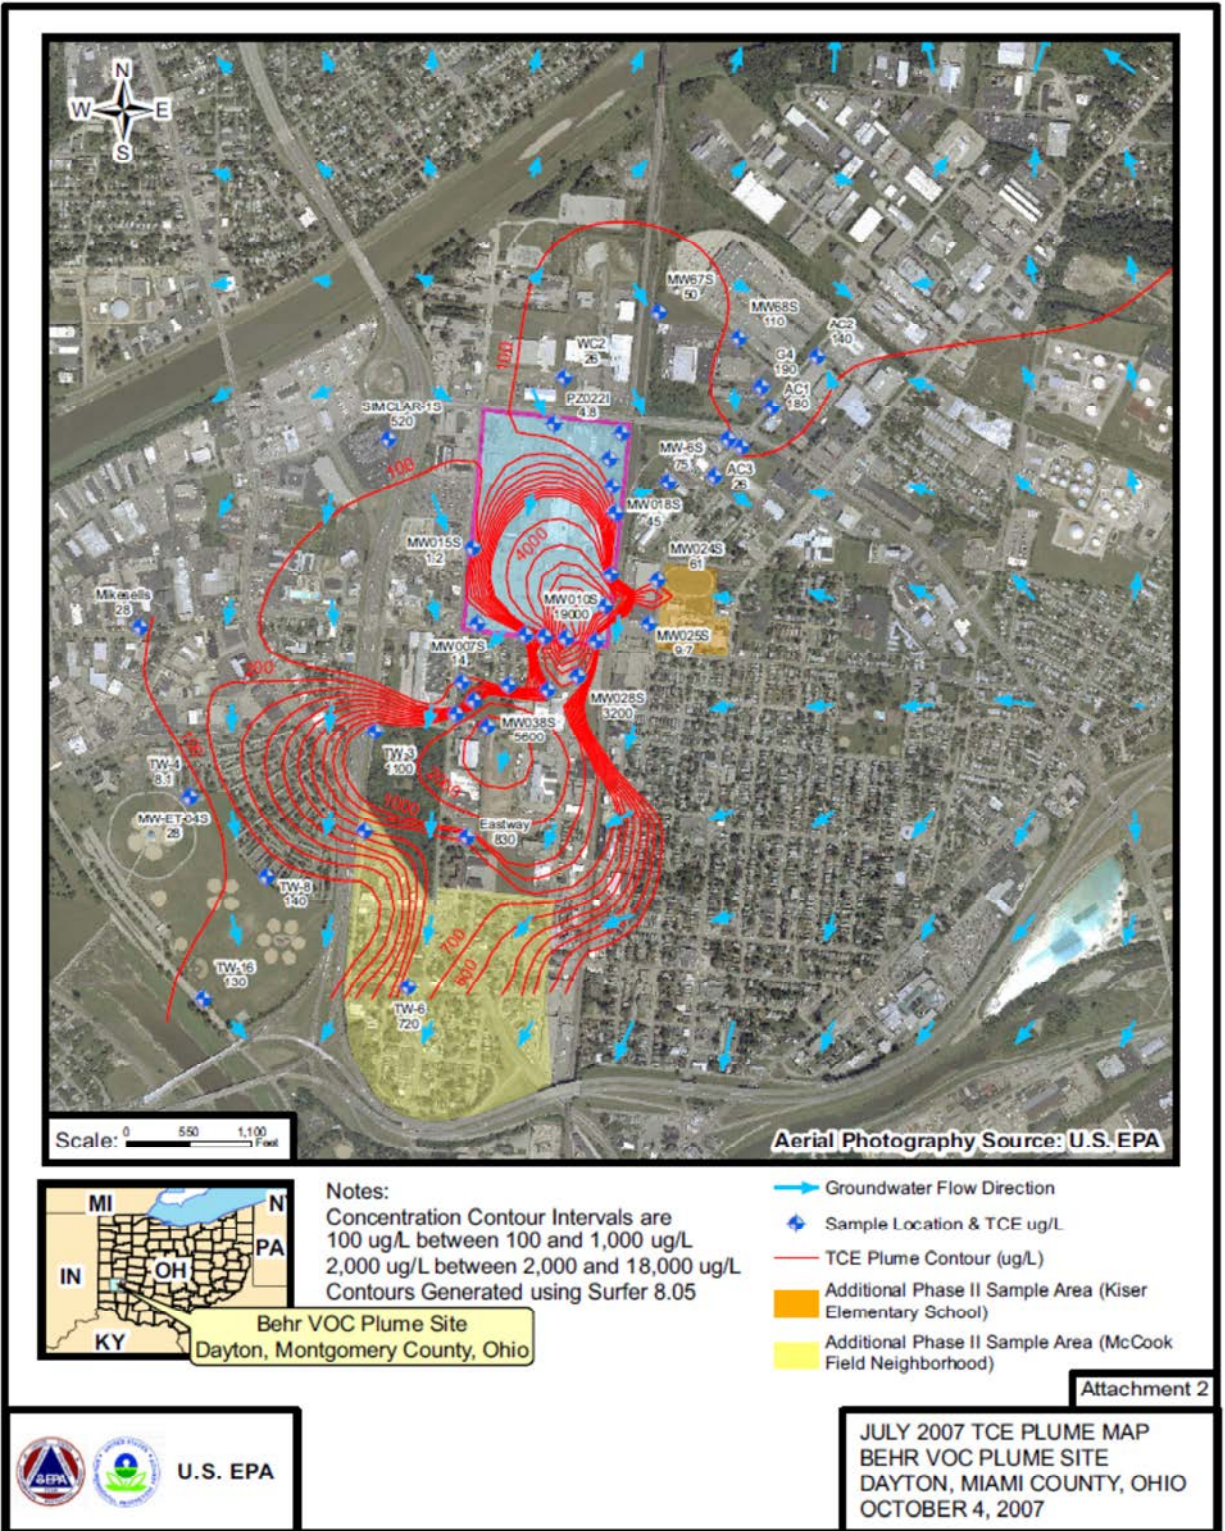 N
W E
S
MW67S
50
MW68S
110
AC2
140
WC2
26
G4
190
AC1
180
100
PZ022I
4.8
SIMCLAR-1S
520
MW-6S
75
AC3
28
100
MW018S
45
4000
MW015S
1.2
MW024S
61
Mikesells
28
MW010S
19000
MW025S
9.7
MW007S
14
200
MW028S
3200
MW038S
5600
100
TW-3
1100
2000
TW-4
8.1
1000
MW-ET-04S
28
Eastway
830
TW-8
140
700
800
TW-16
130
TW-6
720
Scale: 0 550 1,100
Feet
Aerial Photography Source: U.S. EPA
MI
N
PA
IN
OH
KY
Behr VOC Plume Site
Dayton, Montgomery County, Ohio
Notes:
Concentration Contour Intervals are
100 ug/L between 100 and 1,000 ug/L
2,000 ug/L between 2,000 and 18,000 ug/L
Contours Generated using Surfer 8.05
Groundwater Flow Direction
Sample Location & TCE ug/L
TCE Plume Contour (ug/L)
Additional Phase II Sample Area (Kiser
Elementary School)
Additional Phase II Sample Area (McCook
Field Neighborhood)
Attachment 2
EPA
U.S. EPA
JULY 2007 TCE PLUME MAP
BEHR VOC PLUME SITE
DAYTON, MIAMI COUNTY, OHIO
OCTOBER 4, 2007